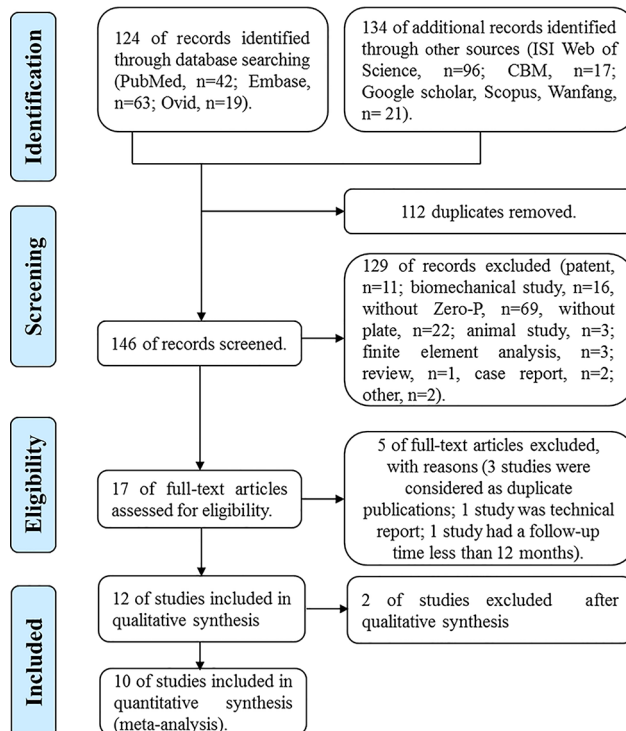 Identification
124 of records identified
through database searching
(PubMed, n=42; Embase,
n=63; Ovid, n=19).
134 of additional records identified
through other sources (ISI Web of
Science, n=96; CBM, n=17;
Google scholar, Scopus, Wanfang,
n= 21).
112 duplicates removed.
Screening
146 of records screened.
129 of records excluded (patent,
n=11; biomechanical study, n=16,
without Zero-P, n=69, without
plate, n=22; animal study, n=3;
finite element analysis, n=3;
review, n=1, case report, n=2;
other, n=2).
Eligibility
17 of full-text articles
assessed for eligibility.
5 of full-text articles excluded,
with reasons (3 studies were
considered as duplicate
publications; 1 study was technical
report; 1 study had a follow-up
time less than 12 months).
Included
12 of studies included in
qualitative synthesis
2 of studies excluded after
qualitative synthesis
10 of studies included in
quantitative synthesis
(meta-analysis).